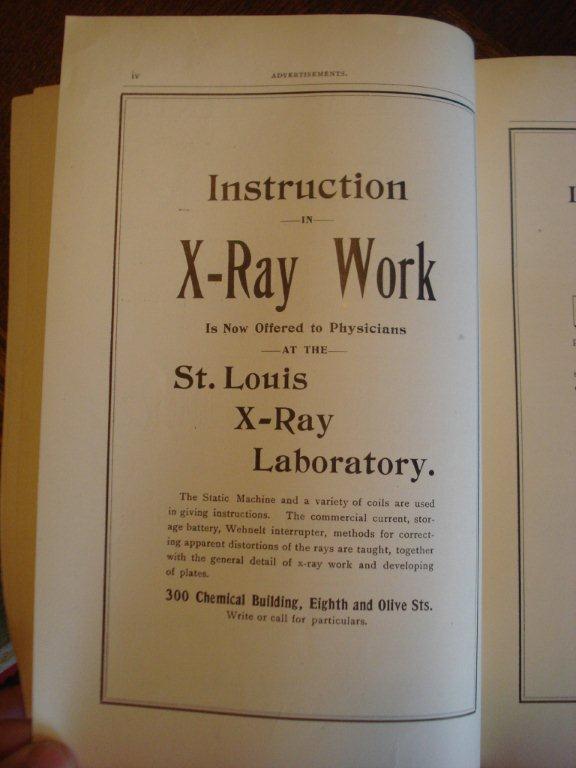 iv
ADVERTISEMENTS.
Instruction
IN
X-Ray Work
Is Now Offered to Physicians
AT THE
St. Louis
X-Ray
Laboratory.
The Static Machine and a variety of coils are used
in giving instructions. The commercial current, stor-
age battery, Wehnelt interrupter, methods for correct-
ing apparent distortions of the rays are taught, together
with the general detail of x-ray work and developing
of plates.
300 Chemical Building, Eighth and Olive Sts.
Write or call for particulars.